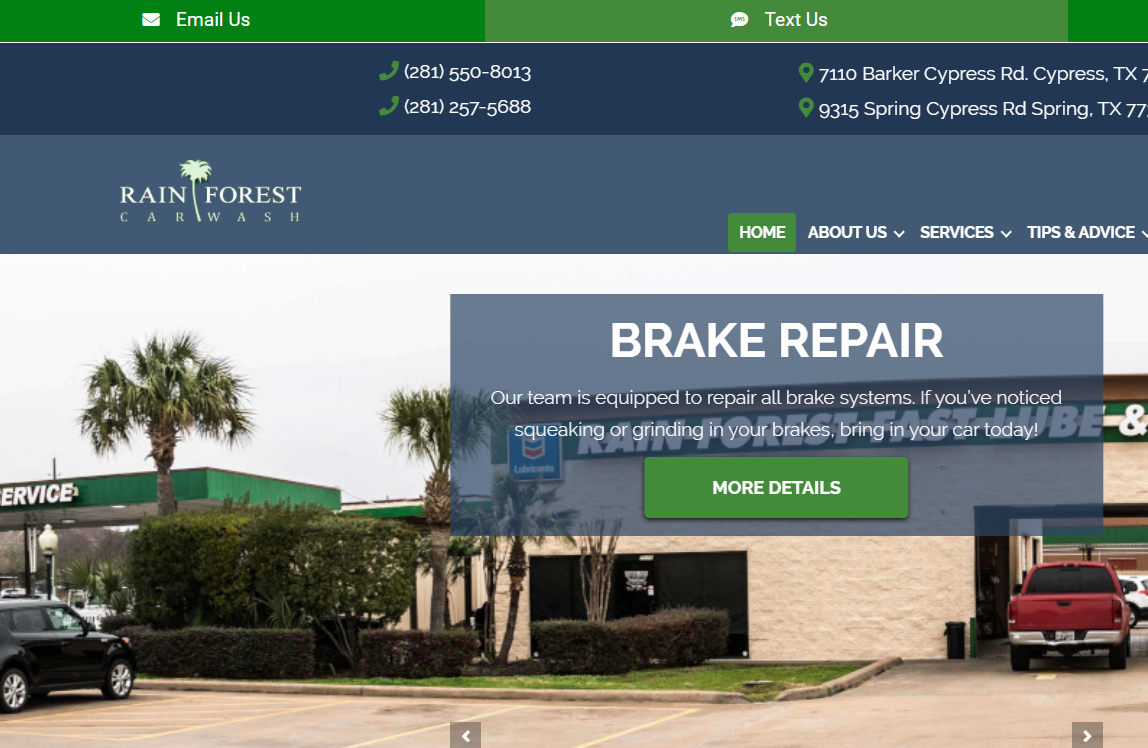 Email Us
Text Us
(281) 550-8013
7110 Barker Cypress Rd. Cypress, TX
(281) 257-5688
9315 Spring Cypress Rd Spring, TX
RAIN FOREST
CAR WASH
HOME
ABOUT US
SERVICES
TIPS & ADVICE
BRAKE REPAIR
Our team is equipped to repair all brake systems. If you've noticed
squeaking or grinding in your brakes, bring in your car today!
RAIN FOREST FAST LUBE &
Lubricants
MORE DETAILS
SERVICE